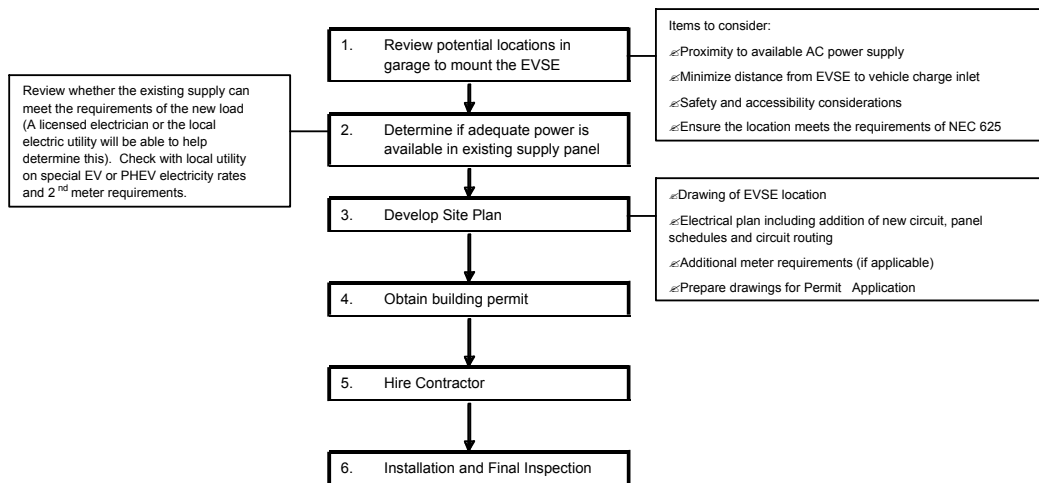 1. Review potential locations in
garage to mount the EVSE
Items to consider:
Proximity to available AC power supply
Minimize distance from EVSE to vehicle charge inlet
Safety and accessibility considerations
Ensure the location meets the requirements of NEC 625
Review whether the existing supply can
meet the requirements of the new load
(A licensed electrician or the local
electric utility will be able to help
determine this). Check with local utility
on special EV or PHEV electricity rates
and 2nd meter requirements.
2. Determine if adequate power is
available in existing supply panel
3. Develop Site Plan
Drawing of EVSE location
Electrical plan including addition of new circuit, panel
schedules and circuit routing
Additional meter requirements (if applicable)
Prepare drawings for Permit Application
4. Obtain building permit
5. Hire Contractor
6. Installation and Final Inspection